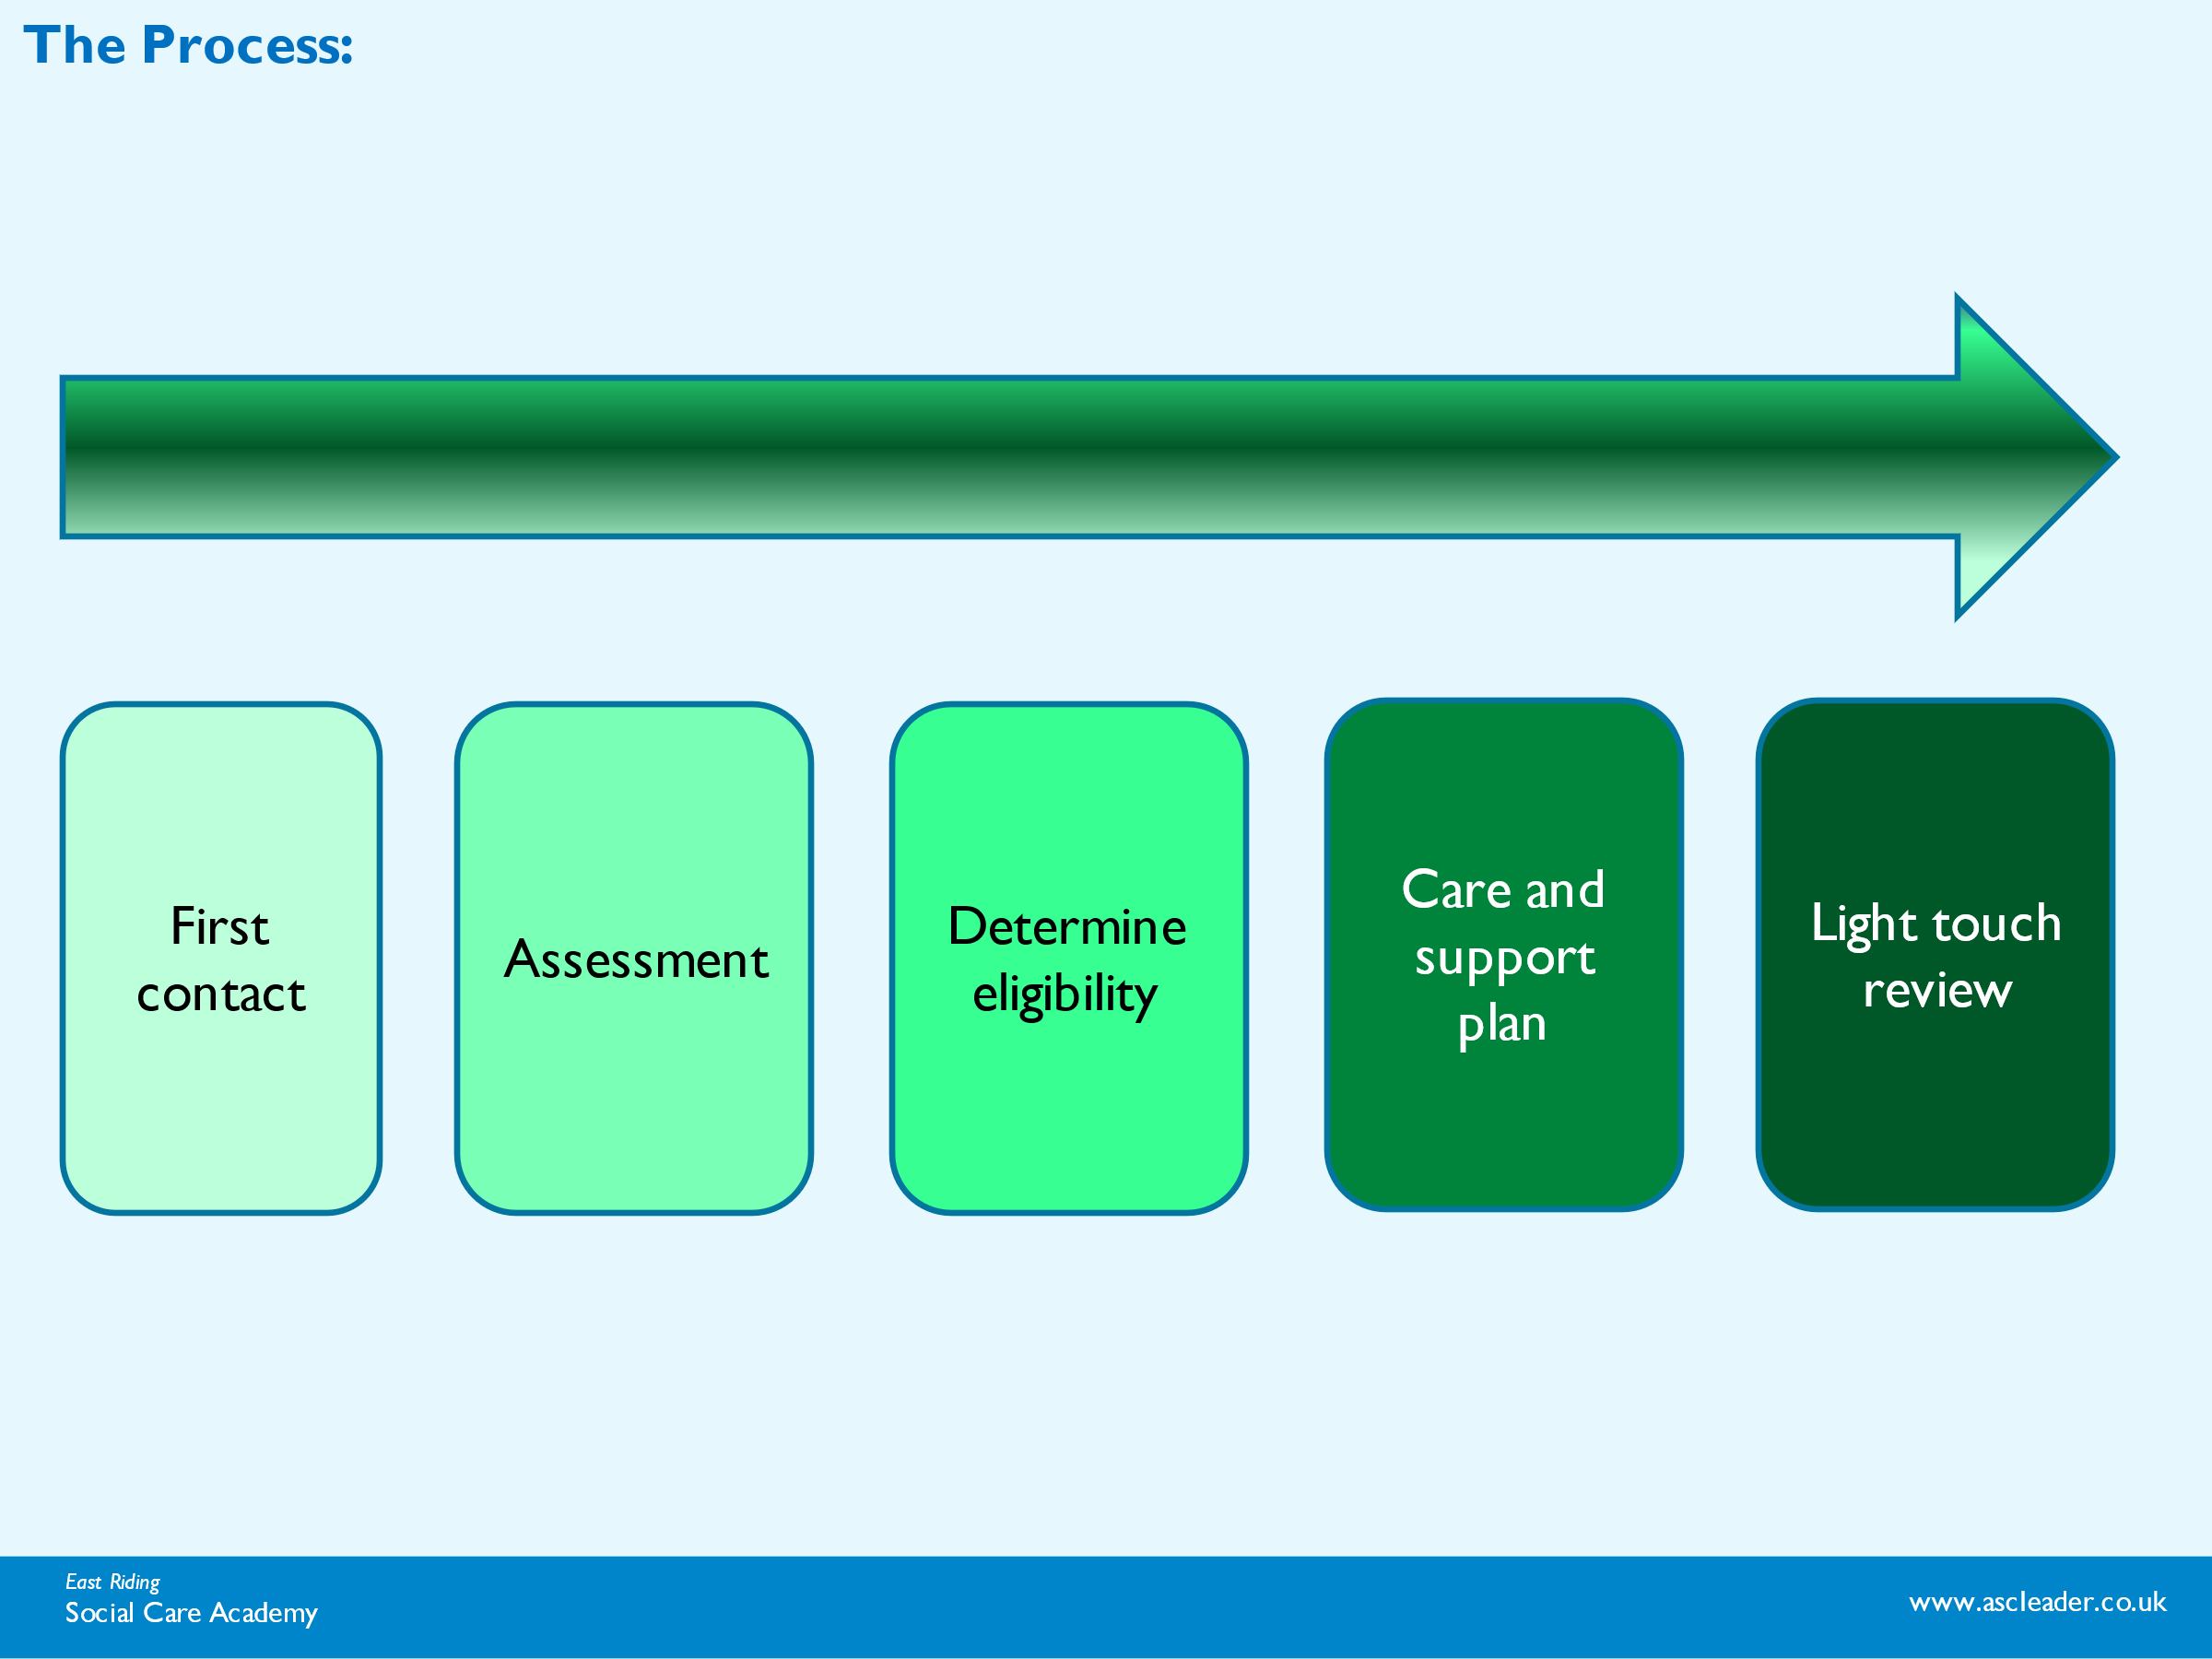 The Process:
First
contact
Assessment
Determine
eligibility
Care and
support
plan
Light touch
review
East Riding
Social Care Academy
www.ascleader.co.uk